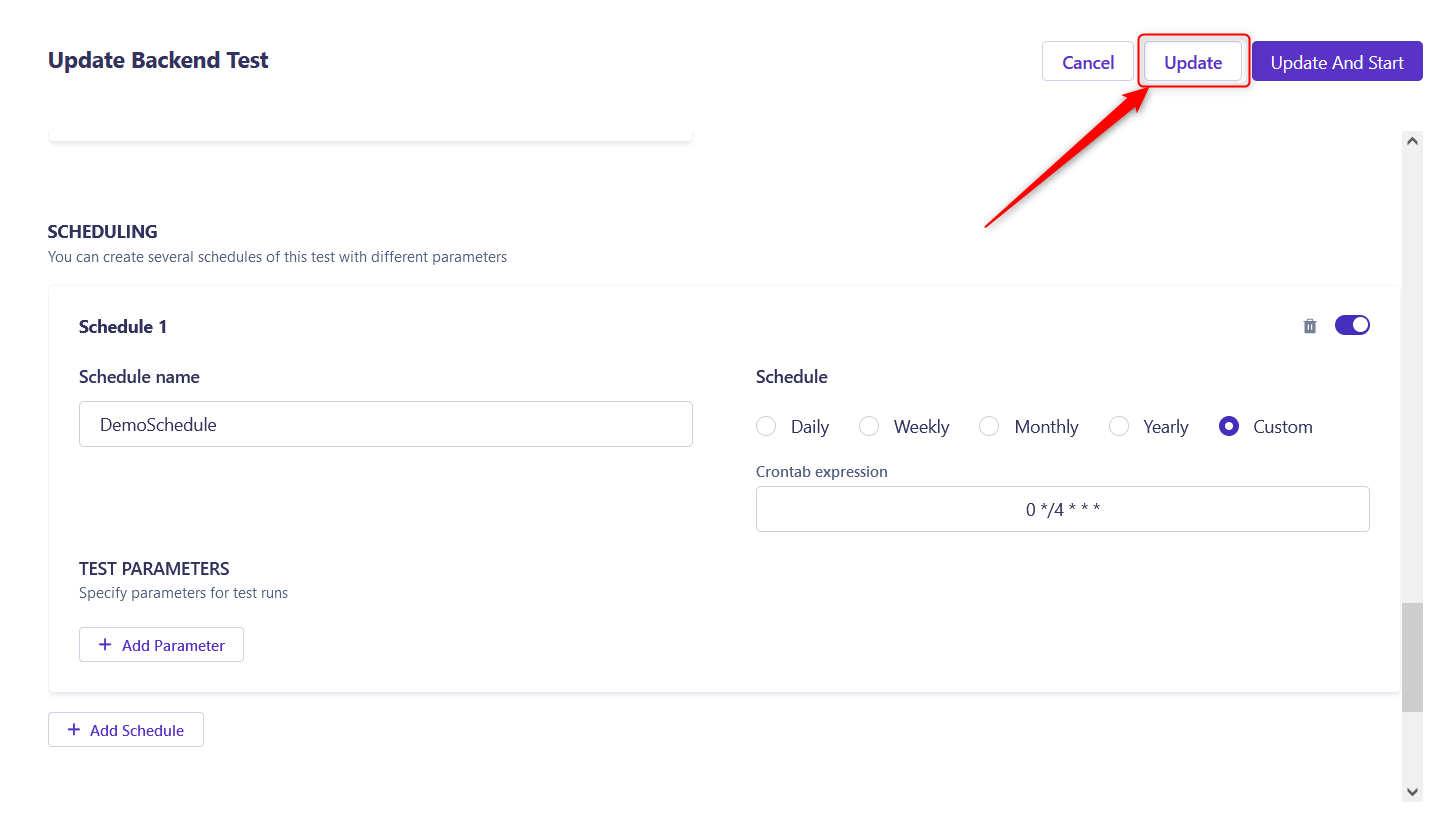 Update Backend Test
Cancel
Update
Update And Start
SCHEDULING
You can create several schedules of this test with different parameters
Schedule 1
Schedule name
DemoSchedule
Schedule
Daily
Weekly
Monthly
Yearly
Custom
Crontab expression
0 */4 * * *
TEST PARAMETERS
Specify parameters for test runs
+ Add Parameter
+ Add Schedule